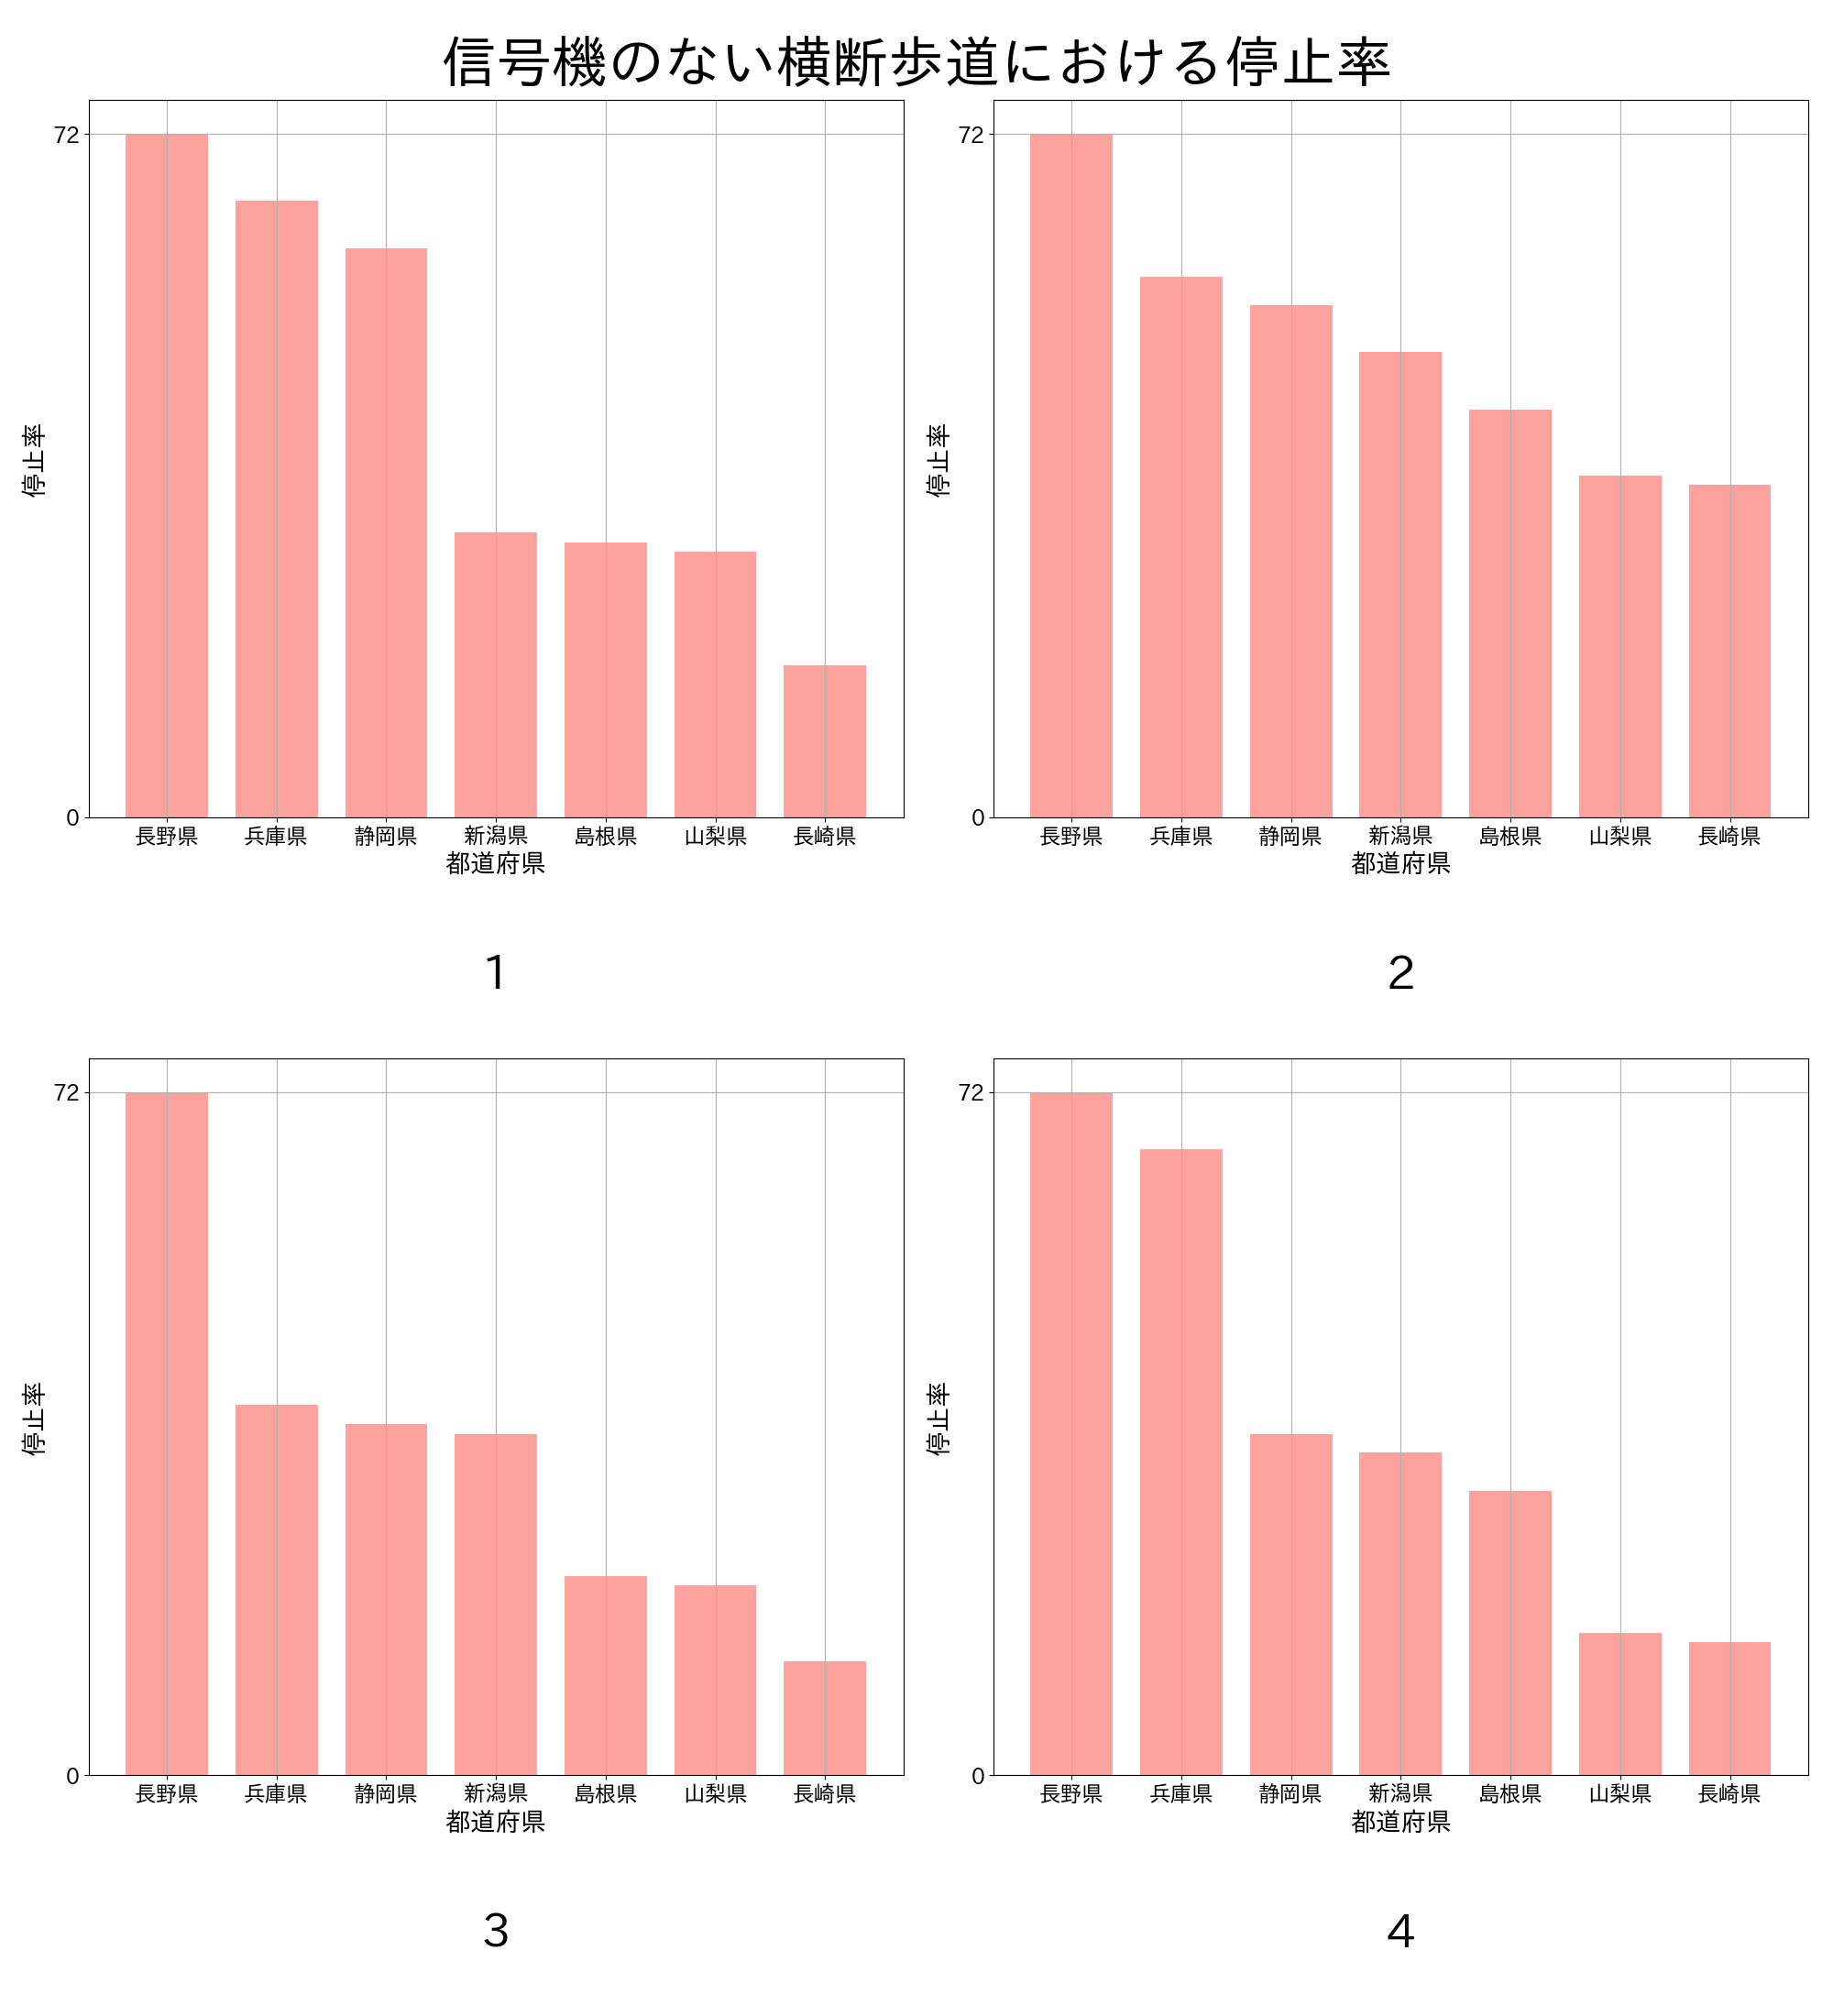 信号機のない横断歩道における停止率
72
停止率
0
長野県 兵庫県 静岡県 新潟県 島根県 山梨県 長崎県
都道府県
1
72
停止率
0
長野県 兵庫県 静岡県 新潟県 島根県 山梨県 長崎県
都道府県
2
72
停止率
0
長野県 兵庫県 静岡県 新潟県 島根県 山梨県 長崎県
都道府県
3
72
停止率
0
長野県 兵庫県 静岡県 新潟県 島根県 山梨県 長崎県
都道府県
4